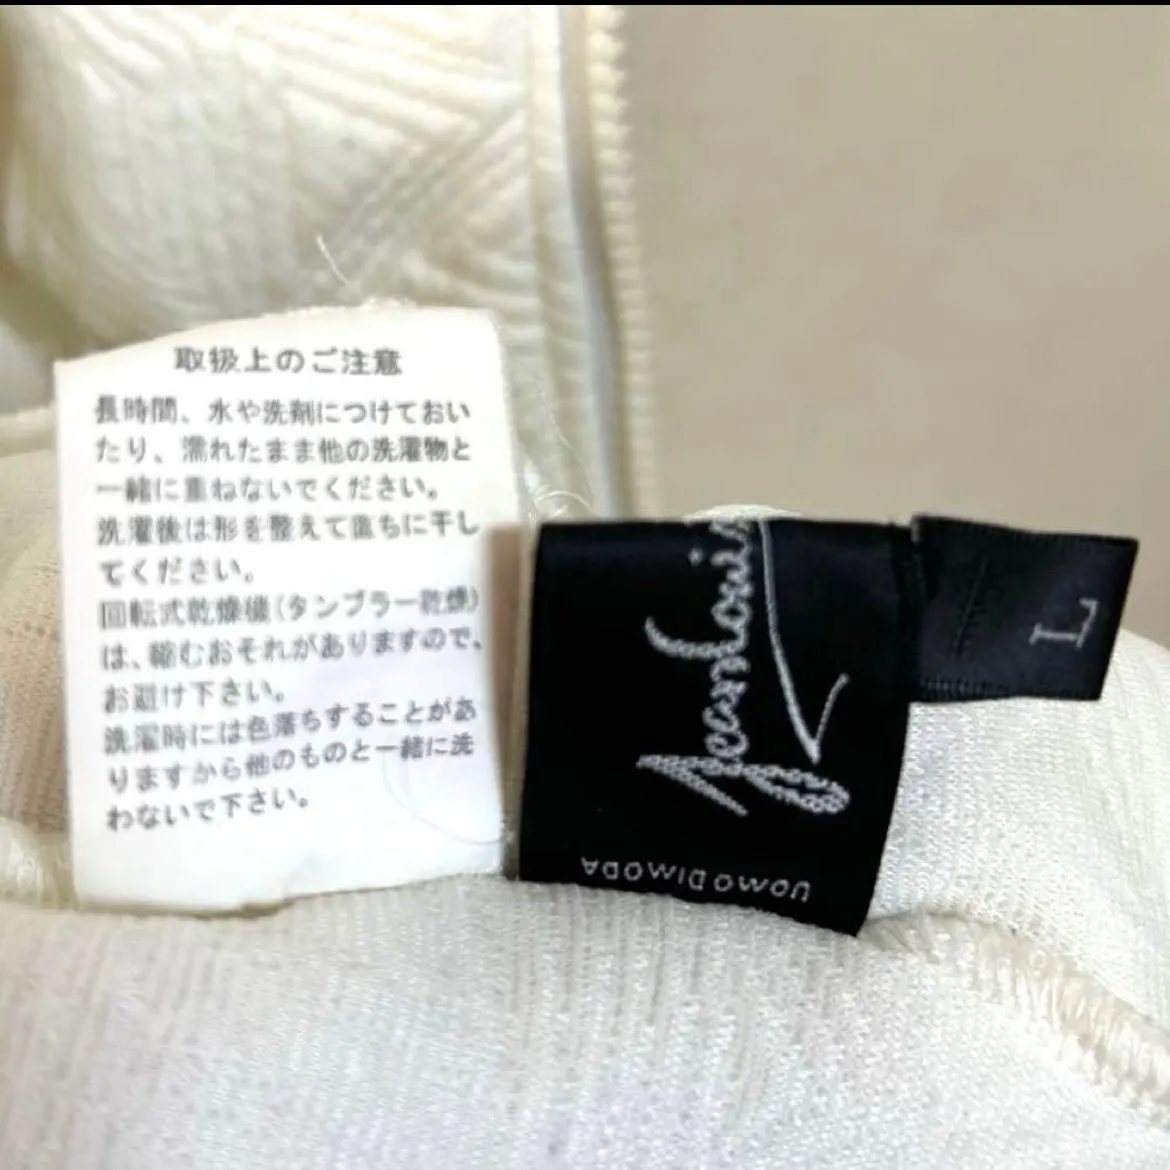 取扱上のご注意
長時間、水や洗剤につけておい
たり、濡れたまま他の洗濯物と
一緒に重ねないでください。
洗濯後は形を整えて直ちに干し
てください。
回転式乾燥機(タンブラー乾燥)
は、縮むおそれがありますので、
お避け下さい。
洗濯時には色落ちすることがあ
りますから他のものと一緒に洗
わないで下さい。
UOMODIMODA
L